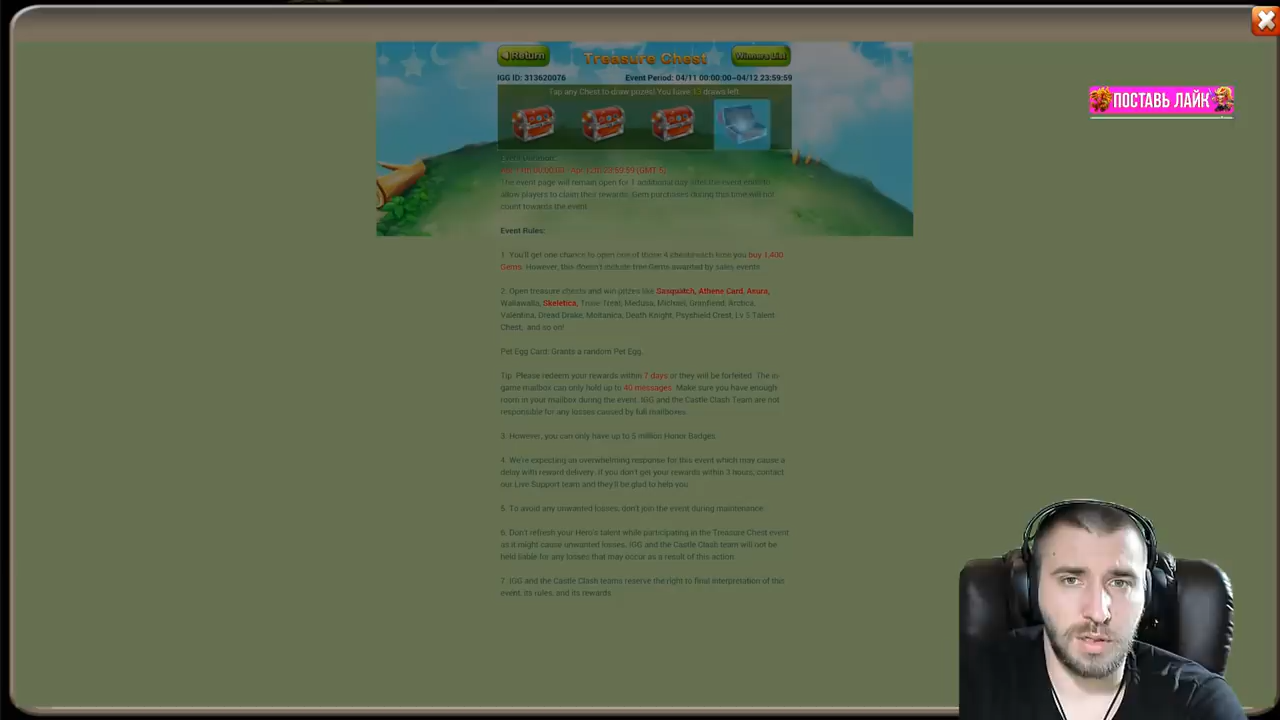 Return
Treasure Chest
Winners List
ПОСТАВЬ ЛАЙК
IGG ID: 313620076
Event Period: 04/11 00:00:00~04/12 23:59:59
Tap any Chest to draw prizes! You have 13 draws left.
Event Duration:
The event page will remain open for 1 additional day after the event ends to
allow players to claim their rewards. Gem purchases during this time will not
count towards the event.
Event Rules:
1. You'll get one chance to open one of those 4 chests each time you buy 1,400
Gems. However, this doesn't include free Gems awarded by sales events.
2. Open treasure chests and win prizes like Sasquatch, Athene Card, Asura,
Wallawalla, Skeletica, Trixie Treat, Medusa, Michael, Grimfiend, Arctica,
Valentina, Dread Drake, Moltanica, Death Knight, Psyshield Crest, Lv 5 Talent
Chest, and so on!
Pet Egg Card: Grants a random Pet Egg.
Tip: Please redeem your rewards within 7 days or they will be forfeited. The in-
game mailbox can only hold up to 40 messages. Make sure you have enough
room in your mailbox during the event. IGG and the Castle Clash Team are not
responsible for any losses caused by full mailboxes.
3. However, you can only have up to 5 million Honor Badges.
4. We're expecting an overwhelming response for this event which may cause a
delay with reward delivery. If you don't get your rewards within 3 hours, contact
our Live Support team and they'll be glad to help you.
5. To avoid any unwanted losses, don't join the event during maintenance.
6. Don't refresh your Hero's talent while participating in the Treasure Chest event
as it might cause unwanted losses. IGG and the Castle Clash team will not be
held liable for any losses that may occur as a result of this action.
7. IGG and the Castle Clash teams reserve the right to final interpretation of this
event, its rules, and its rewards.